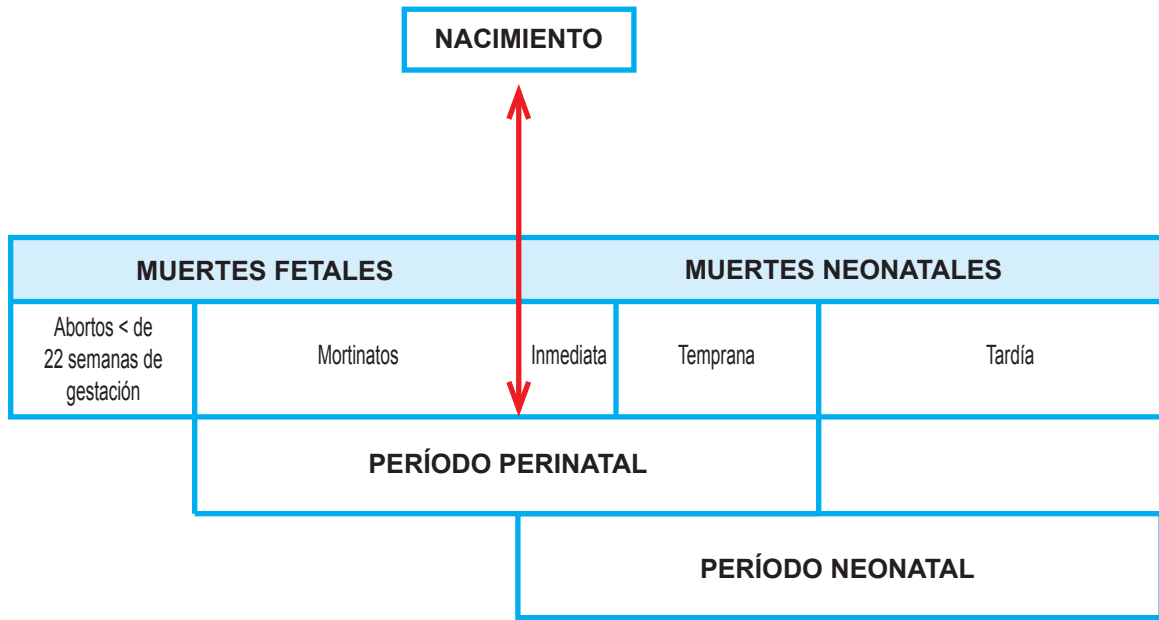 NACIMIENTO
MUERTES FETALES
MUERTES NEONATALES
Abortos < de
22 semanas de
gestación
Mortinatos
Inmediata
Temprana
Tardía
PERÍODO PERINATAL
PERÍODO NEONATAL